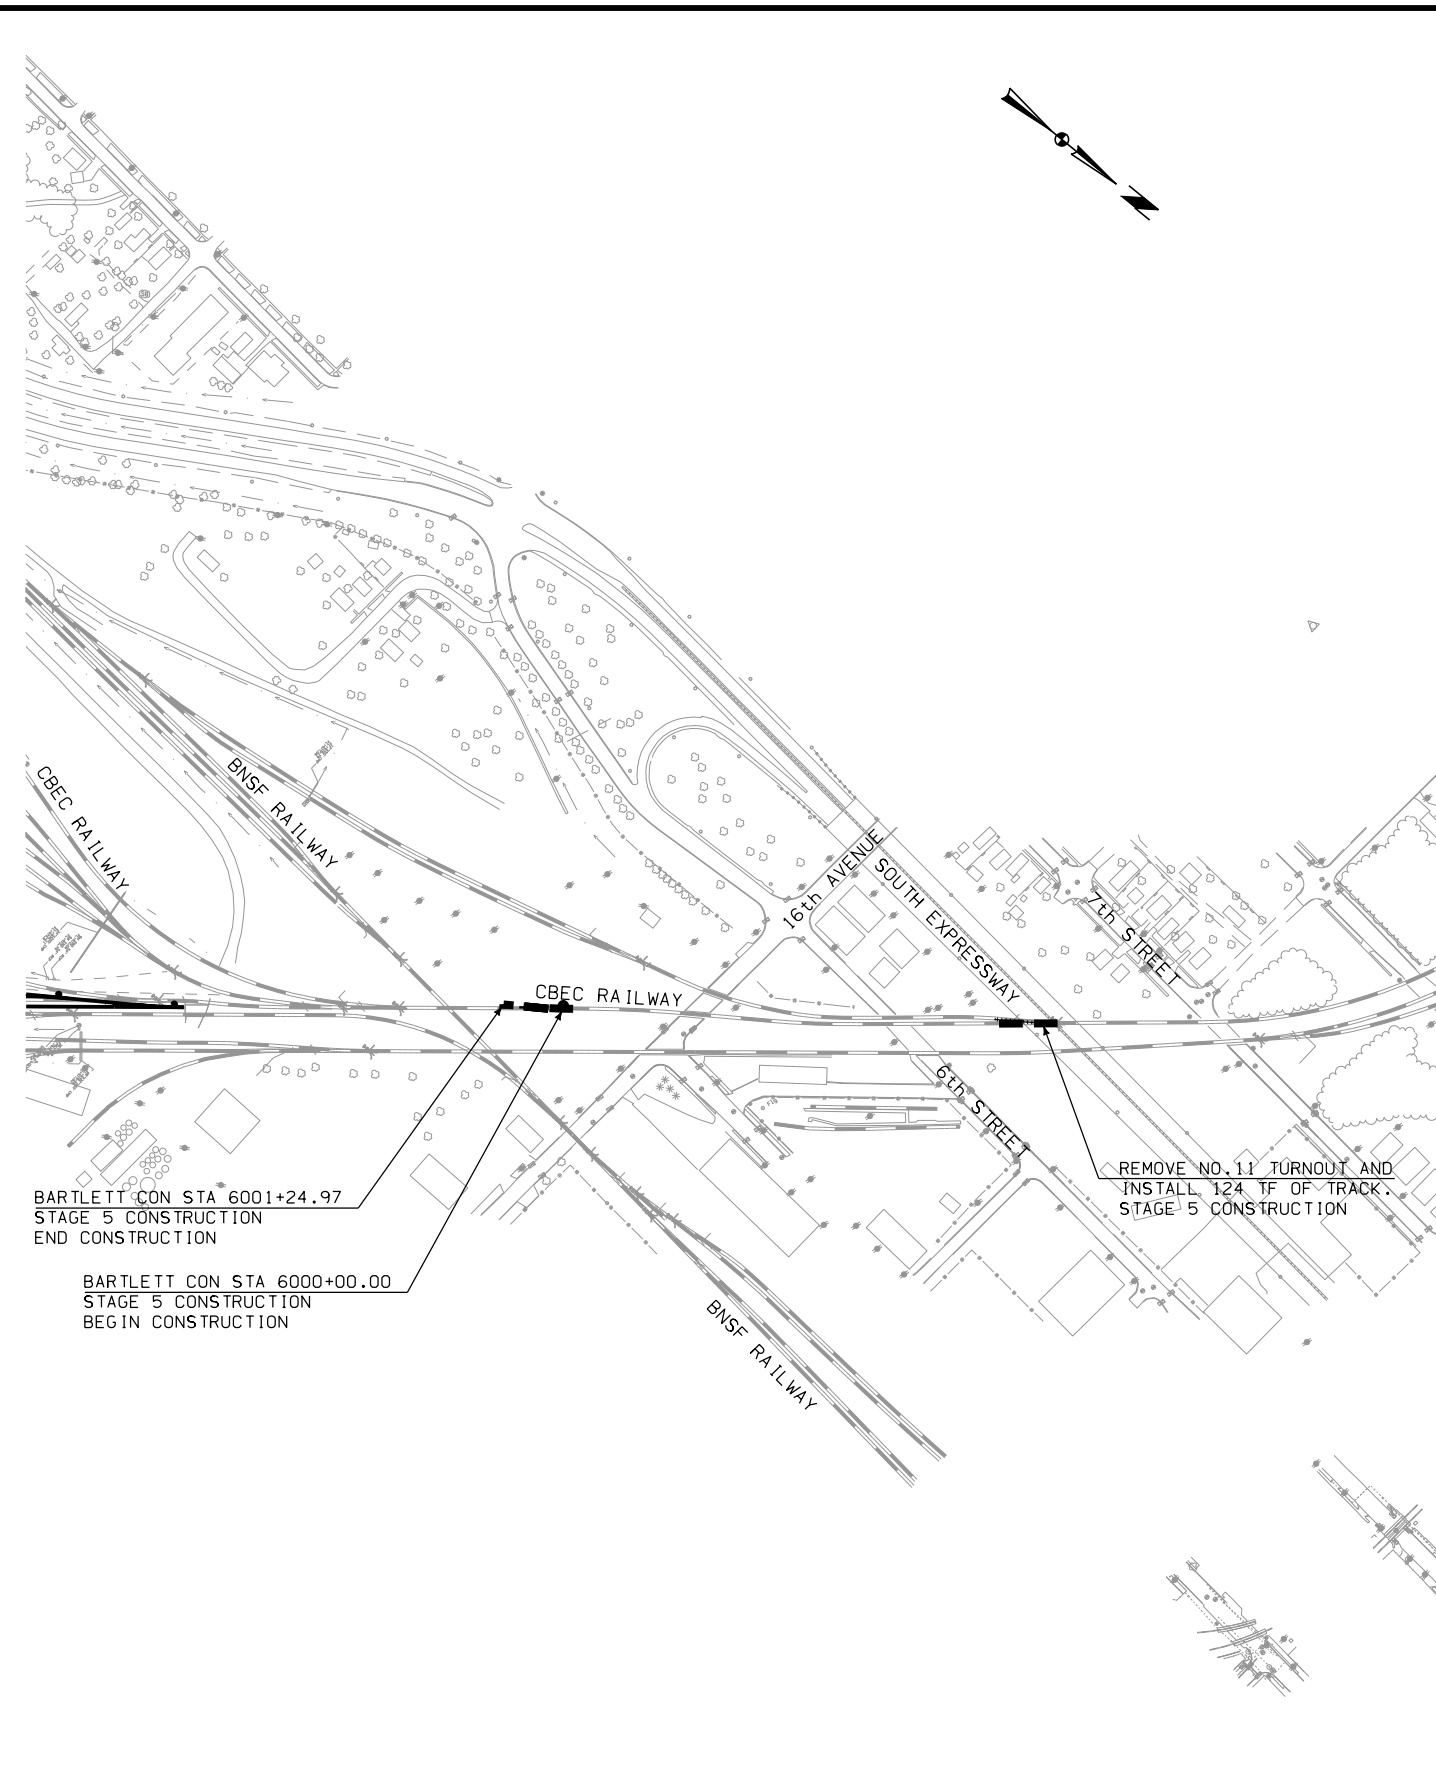 N
CBEC RAILWAY
BNSF RAILWAY
16th AVENUE
SOUTH EXPRESSWAY
7th STREET
CBEC RAILWAY
6th STREET
BARTLETT CON STA 6001+24.97
STAGE 5 CONSTRUCTION
END CONSTRUCTION
BARTLETT CON STA 6000+00.00
STAGE 5 CONSTRUCTION
BEGIN CONSTRUCTION
REMOVE NO.11 TURNOUT AND
INSTALL 124 TF OF TRACK.
STAGE 5 CONSTRUCTION
BNSF RAILWAY